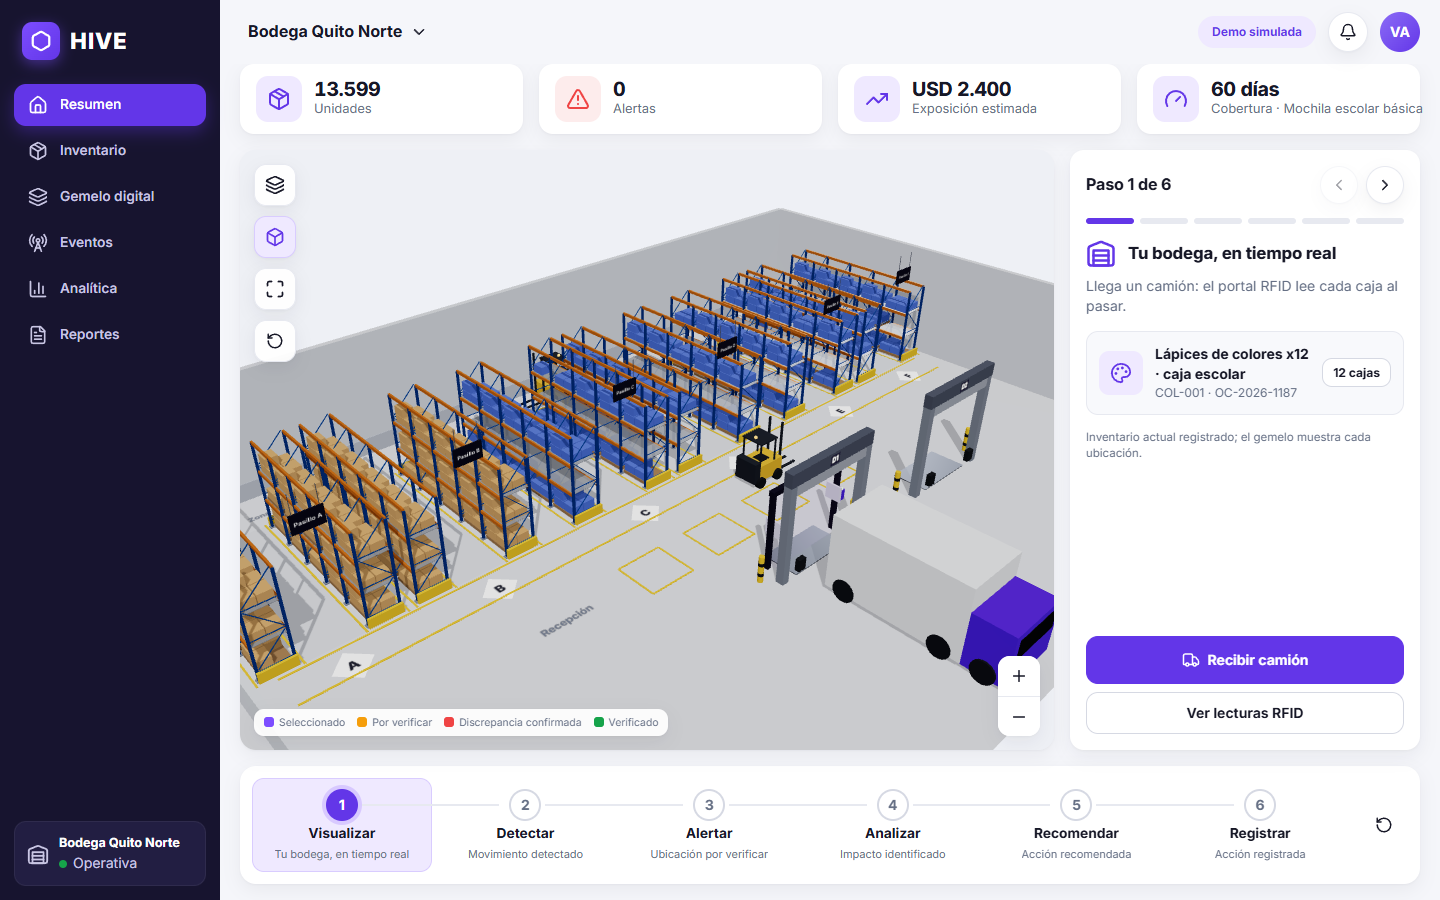 HIVE
Resumen
Inventario
Gemelo digital
Eventos
Analítica
Reportes
Bodega Quito Norte
Operativa
Bodega Quito Norte
Demo simulada
VA
13.599
Unidades
0
Alertas
USD 2.400
Exposición estimada
60 días
Cobertura · Mochila escolar básica
Pasillo A
Pasillo B
Pasillo C
A
B
C
E
F
01
02
Recepción
Seleccionado
Por verificar
Discrepancia confirmada
Verificado
Paso 1 de 6
Tu bodega, en tiempo real
Llega un camión: el portal RFID lee cada caja al
pasar.
Lápices de colores x12
· caja escolar
COL-001 · OC-2026-1187
12 cajas
Inventario actual registrado; el gemelo muestra cada
ubicación.
Recibir camión
Ver lecturas RFID
1
Visualizar
Tu bodega, en tiempo real
2
Detectar
Movimiento detectado
3
Alertar
Ubicación por verificar
4
Analizar
Impacto identificado
5
Recomendar
Acción recomendada
6
Registrar
Acción registrada